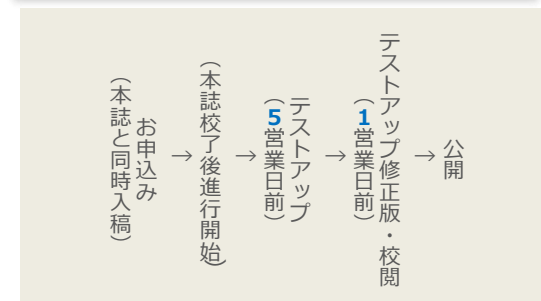 お申込み
（本誌と同時入稿）
→
（本誌校了後進行開始）
→
テストアップ
（5営業日前）
→
テストアップ修正版・校閲
（1営業日前）
→
公開